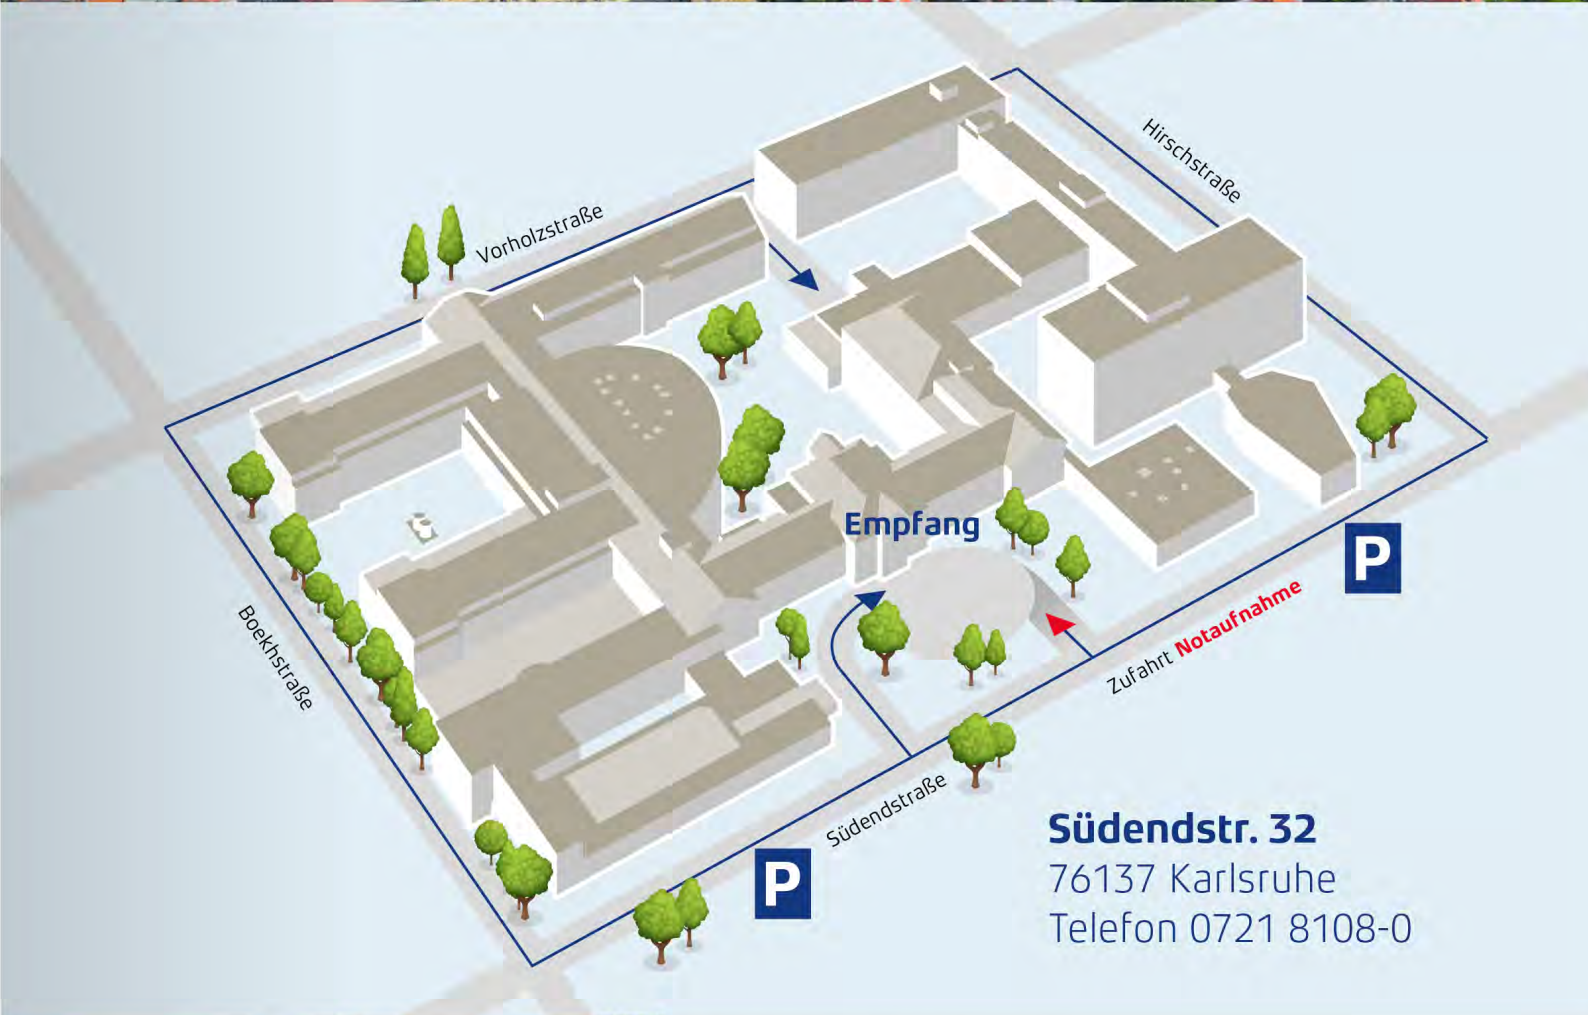 Hirschstraße
Vorholzstraße
Empfang
P
Zufahrt Notaufnahme
Boekhstraße
Südendstraße
P
Südendstr. 32
76137 Karlsruhe
Telefon 0721 8108-0